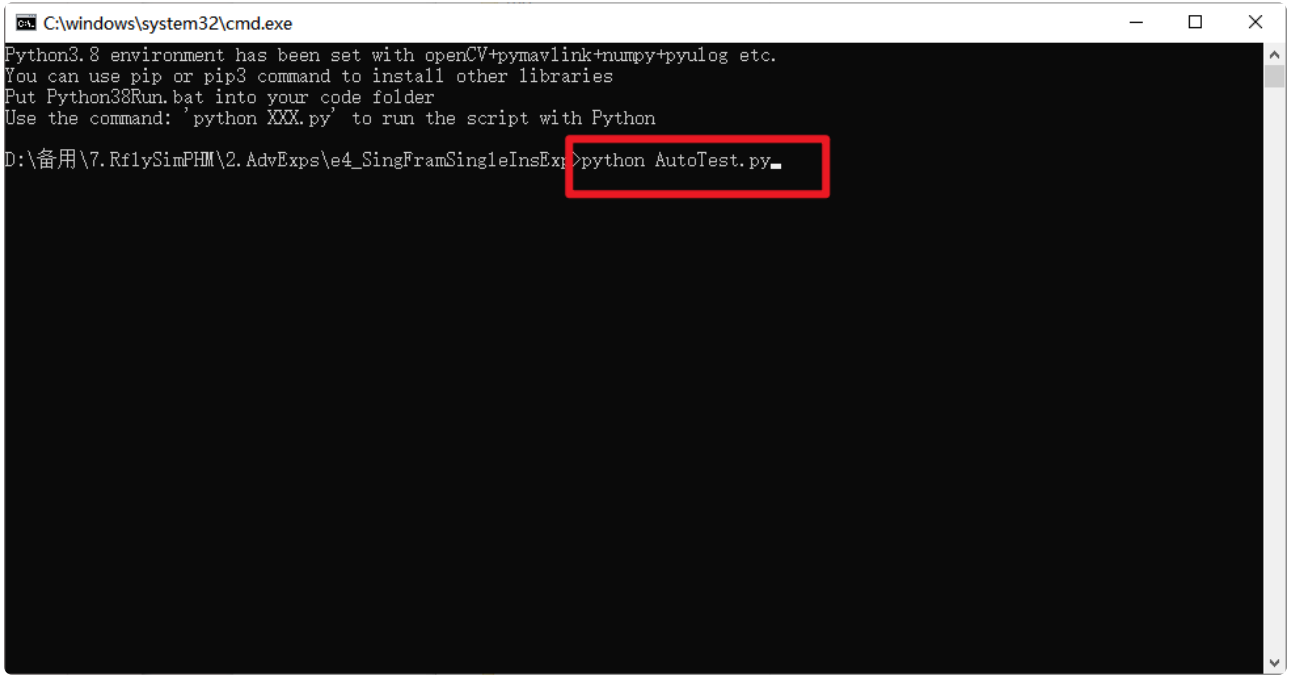 C:\windows\system32\cmd.exe
Python3.8 environment has been set with openCV+pymavlink+numpy+pyulog etc.
You can use pip or pip3 command to install other libraries
Put Python38Run.bat into your code folder
Use the command: 'python XXX.py' to run the script with Python
D:\备用\7.RflySimPHM\2.AdvExps\e4_SingFramSingleInsExp>python AutoTest.py